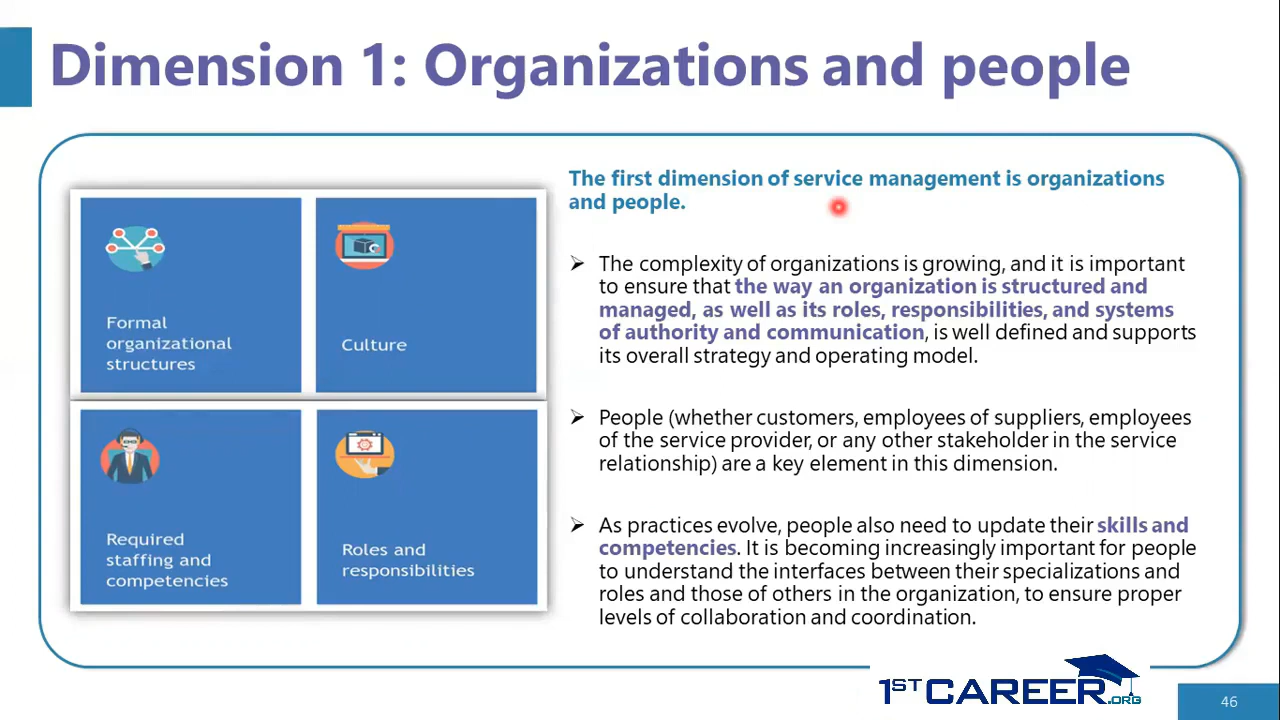 Dimension 1: Organizations and people
Formal
organizational
structures
Culture
Required
staffing and
competencies
Roles and
responsibilities
The first dimension of service management is organizations
and people.
➢ The complexity of organizations is growing, and it is important
to ensure that the way an organization is structured and
managed, as well as its roles, responsibilities, and systems
of authority and communication, is well defined and supports
its overall strategy and operating model.
➢ People (whether customers, employees of suppliers, employees
of the service provider, or any other stakeholder in the service
relationship) are a key element in this dimension.
➢ As practices evolve, people also need to update their skills and
competencies. It is becoming increasingly important for people
to understand the interfaces between their specializations and
roles and those of others in the organization, to ensure proper
levels of collaboration and coordination.
1ST CAREER.ORG
46